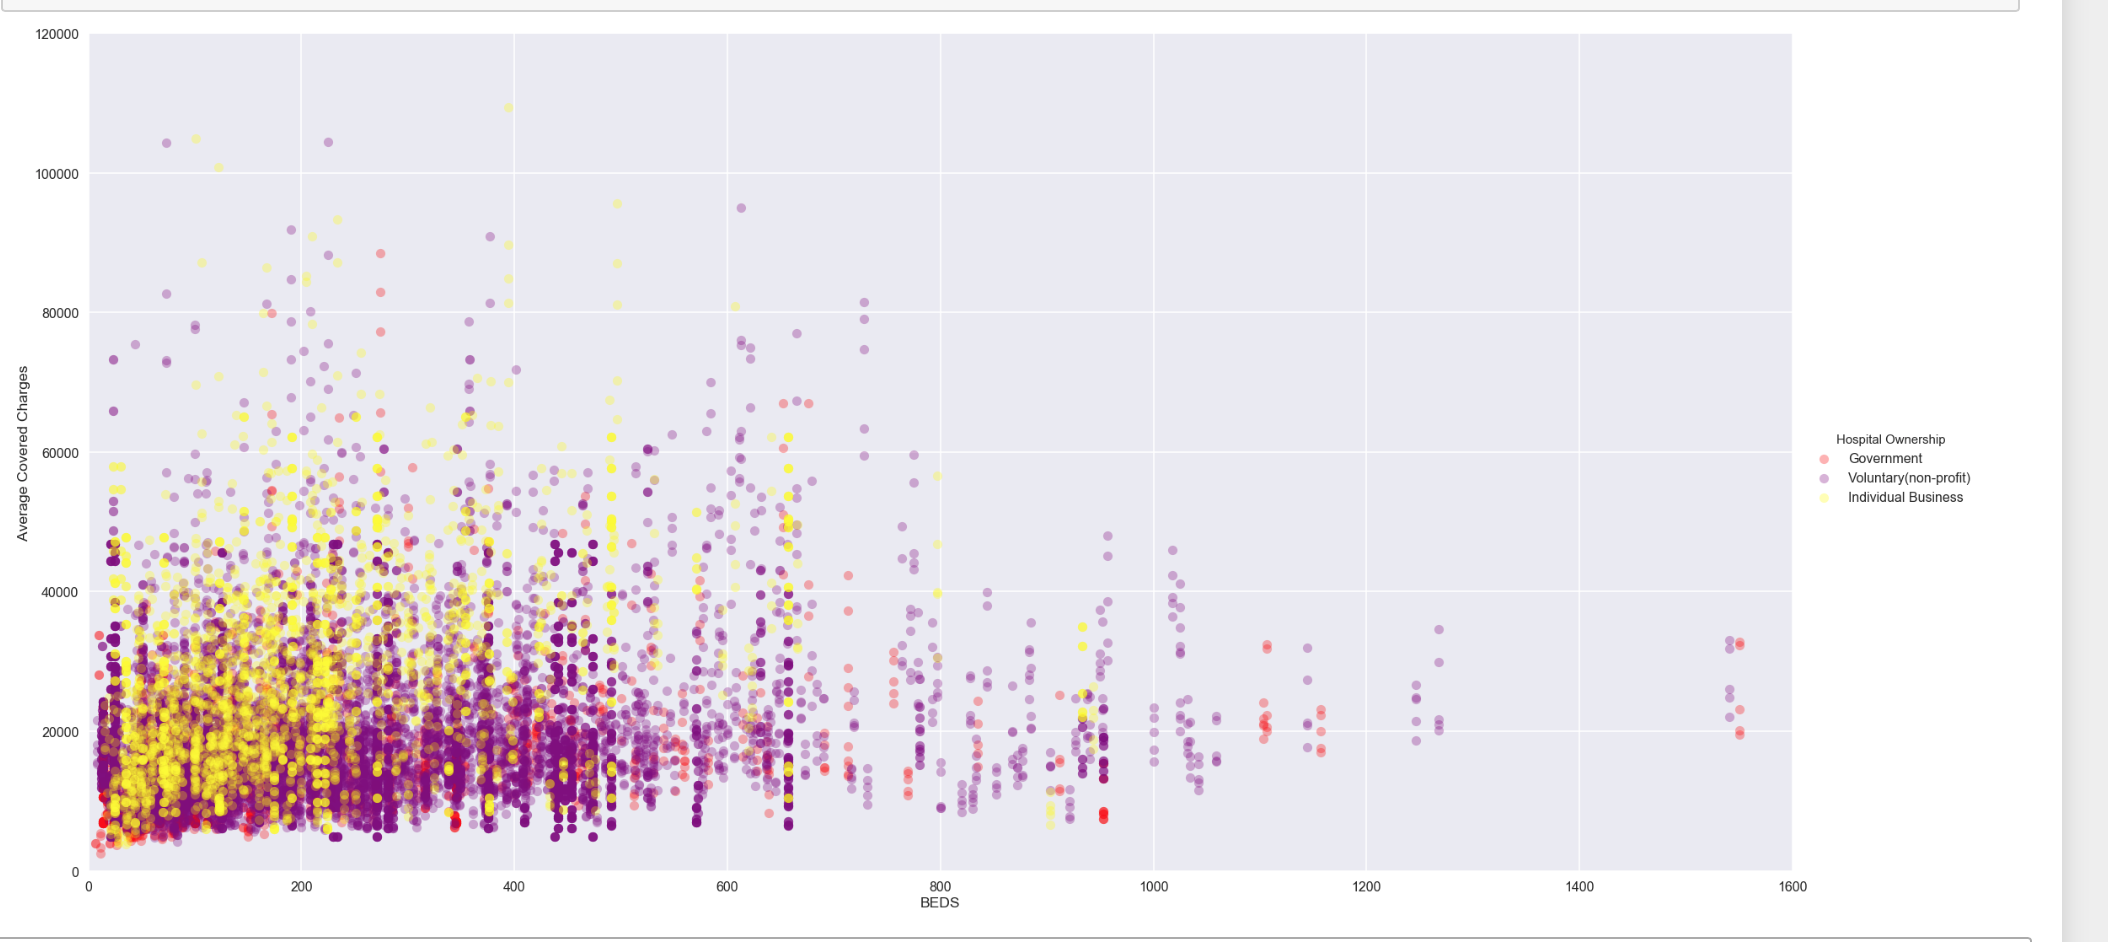 120000
100000
80000
60000
40000
20000
0
Average Covered Charges
0 200 400 600 800 1000 1200 1400 1600
BEDS
Hospital Ownership
Government
Voluntary(non-profit)
Individual Business